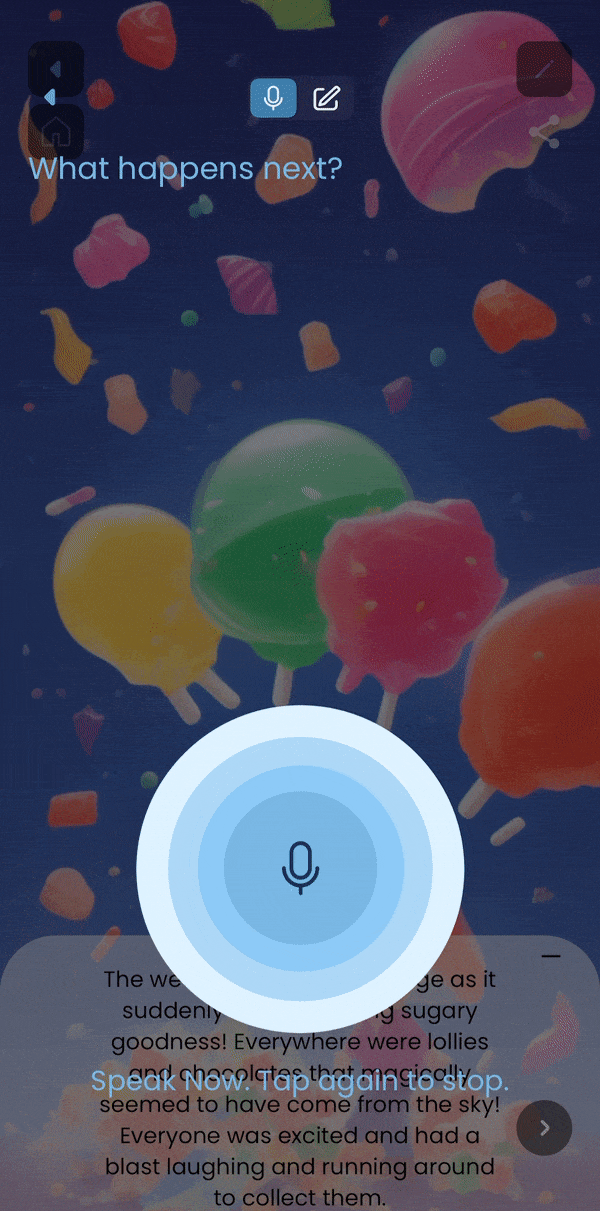 What happens next?
The we ge as it
suddenly g sugary
goodness! Everywhere were lollies
and chocolates that magically
Speak Now. Tap again to stop.
seemed to have come from the sky!
Everyone was excited and had a
blast laughing and running around
to collect them.